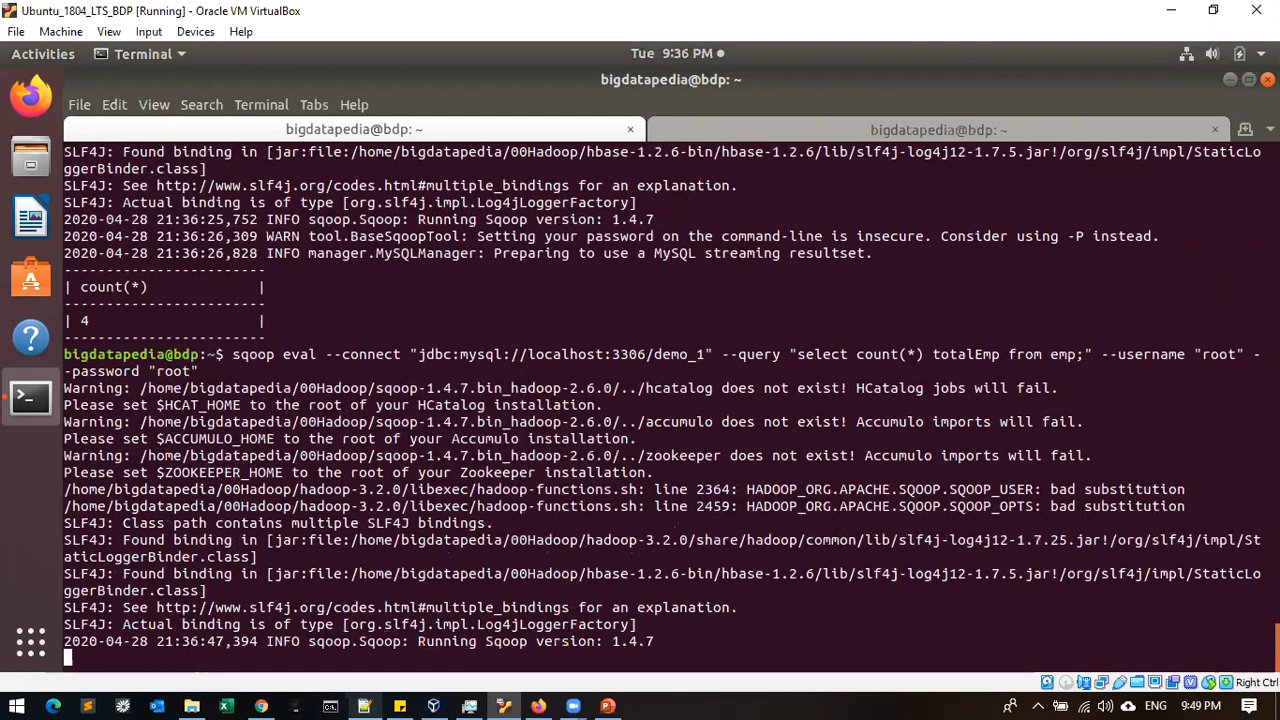 Ubuntu_1804_LTS_BDP [Running] - Oracle VM VirtualBox
File Machine View Input Devices Help
Activities Terminal Tue 9:36 PM
bigdatapedia@bdp: ~
File Edit View Search Terminal Tabs Help
bigdatapedia@bdp: ~ × bigdatapedia@bdp: ~ ×
SLF4J: Found binding in [jar:file:/home/bigdatapedia/00Hadoop/hbase-1.2.6-bin/hbase-1.2.6/lib/slf4j-log4j12-1.7.5.jar!/org/slf4j/impl/StaticLo
ggerBinder.class]
SLF4J: See http://www.slf4j.org/codes.html#multiple_bindings for an explanation.
SLF4J: Actual binding is of type [org.slf4j.impl.Log4jLoggerFactory]
2020-04-28 21:36:25,752 INFO sqoop.Sqoop: Running Sqoop version: 1.4.7
2020-04-28 21:36:26,309 WARN tool.BaseSqoopTool: Setting your password on the command-line is insecure. Consider using -P instead.
2020-04-28 21:36:26,828 INFO manager.MySQLManager: Preparing to use a MySQL streaming resultset.
------------------------
| count(*)             |
------------------------
| 4                    |
------------------------
bigdatapedia@bdp:~$ sqoop eval --connect "jdbc:mysql://localhost:3306/demo_1" --query "select count(*) totalEmp from emp;" --username "root" -
-password "root"
Warning: /home/bigdatapedia/00Hadoop/sqoop-1.4.7.bin_hadoop-2.6.0/../hcatalog does not exist! HCatalog jobs will fail.
Please set $HCAT_HOME to the root of your HCatalog installation.
Warning: /home/bigdatapedia/00Hadoop/sqoop-1.4.7.bin_hadoop-2.6.0/../accumulo does not exist! Accumulo imports will fail.
Please set $ACCUMULO_HOME to the root of your Accumulo installation.
Warning: /home/bigdatapedia/00Hadoop/sqoop-1.4.7.bin_hadoop-2.6.0/../zookeeper does not exist! Accumulo imports will fail.
Please set $ZOOKEEPER_HOME to the root of your Zookeeper installation.
/home/bigdatapedia/00Hadoop/hadoop-3.2.0/libexec/hadoop-functions.sh: line 2364: HADOOP_ORG.APACHE.SQOOP.SQOOP_USER: bad substitution
/home/bigdatapedia/00Hadoop/hadoop-3.2.0/libexec/hadoop-functions.sh: line 2459: HADOOP_ORG.APACHE.SQOOP.SQOOP_OPTS: bad substitution
SLF4J: Class path contains multiple SLF4J bindings.
SLF4J: Found binding in [jar:file:/home/bigdatapedia/00Hadoop/hadoop-3.2.0/share/hadoop/common/lib/slf4j-log4j12-1.7.25.jar!/org/slf4j/impl/St
aticLoggerBinder.class]
SLF4J: Found binding in [jar:file:/home/bigdatapedia/00Hadoop/hbase-1.2.6-bin/hbase-1.2.6/lib/slf4j-log4j12-1.7.5.jar!/org/slf4j/impl/StaticLo
ggerBinder.class]
SLF4J: See http://www.slf4j.org/codes.html#multiple_bindings for an explanation.
SLF4J: Actual binding is of type [org.slf4j.impl.Log4jLoggerFactory]
2020-04-28 21:36:47,394 INFO sqoop.Sqoop: Running Sqoop version: 1.4.7
Right Ctrl
ENG 9:49 PM